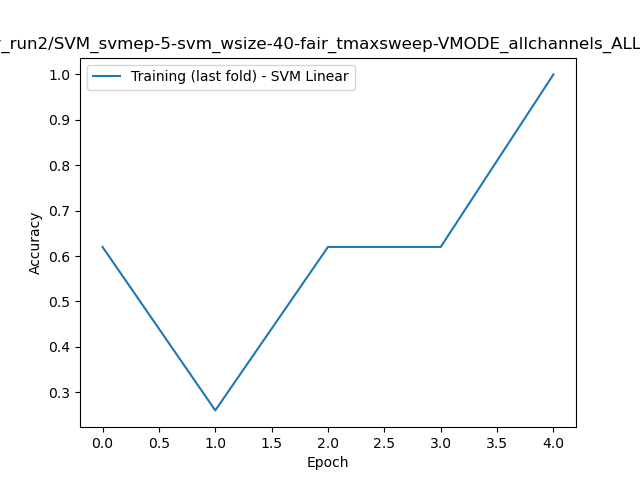 _run2/SVM_svmep-5-svm_wsize-40-fair_tmaxsweep-VMODE_allchannels_ALL
Training (last fold) - SVM Linear
1.0
0.9
0.8
0.7
0.6
0.5
0.4
0.3
Accuracy
0.0 0.5 1.0 1.5 2.0 2.5 3.0 3.5 4.0
Epoch